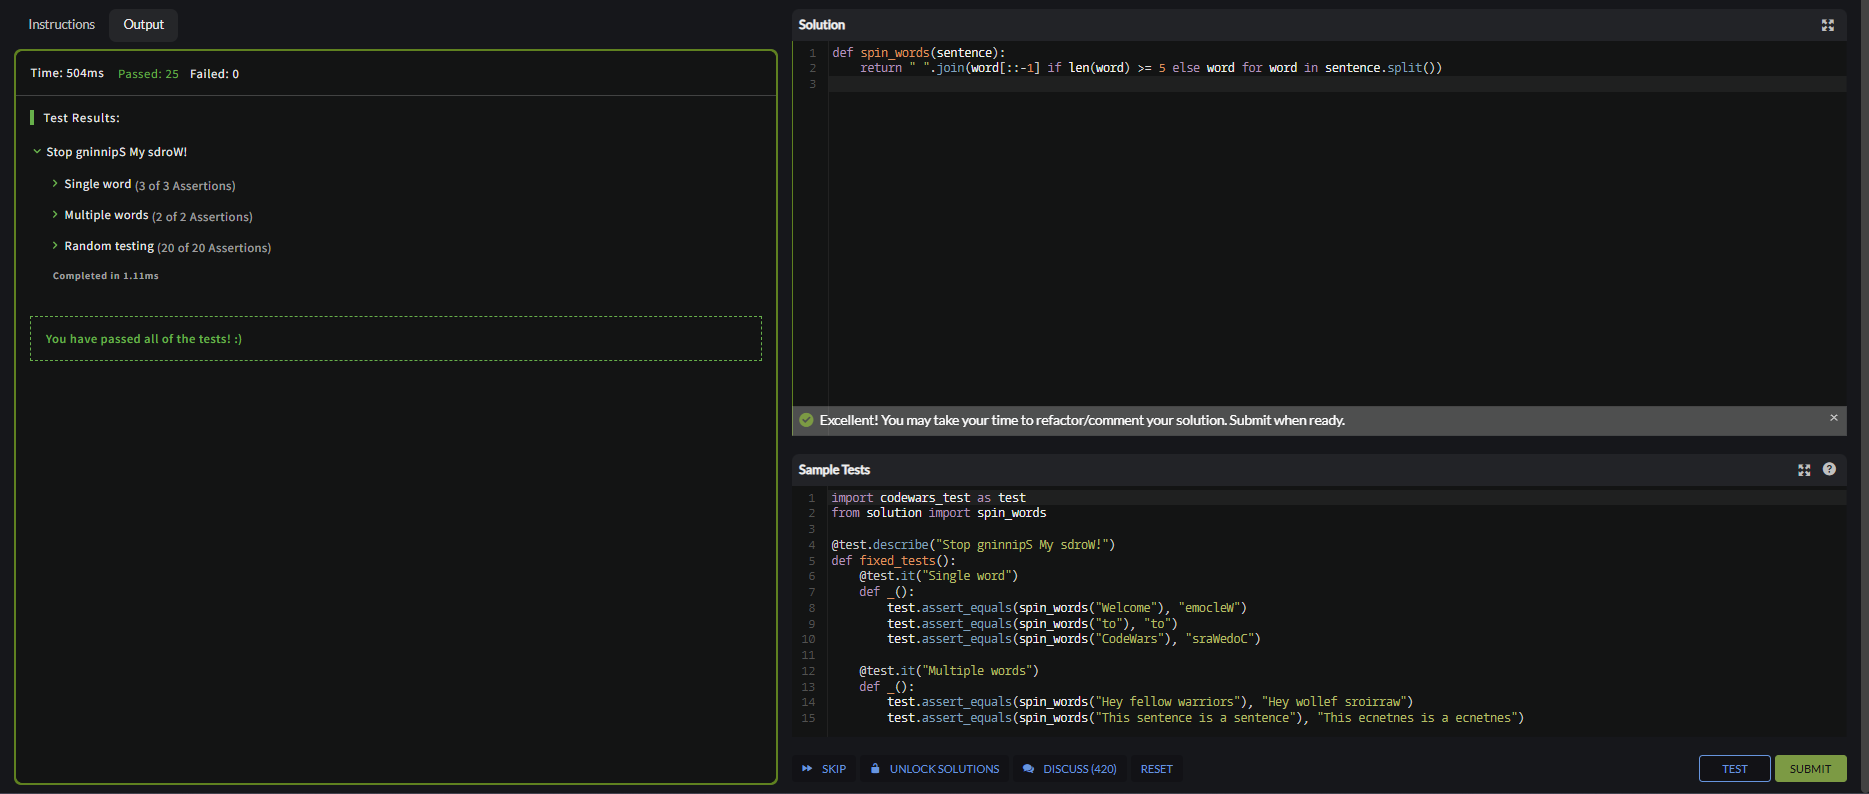 Instructions Output
Time: 504ms Passed: 25 Failed: 0
Test Results:
Stop gninnipS My sdroW!
Single word (3 of 3 Assertions)
Multiple words (2 of 2 Assertions)
Random testing (20 of 20 Assertions)
Completed in 1.11ms
You have passed all of the tests! :)
Solution
1 def spin_words(sentence):
2     return " ".join(word[::-1] if len(word) >= 5 else word for word in sentence.split())
3
Excellent! You may take your time to refactor/comment your solution. Submit when ready.
Sample Tests
1 import codewars_test as test
2 from solution import spin_words
3
4 @test.describe("Stop gninnipS My sdroW!")
5 def fixed_tests():
6     @test.it("Single word")
7     def _():
8         test.assert_equals(spin_words("Welcome"), "emocleW")
9         test.assert_equals(spin_words("to"), "to")
10         test.assert_equals(spin_words("CodeWars"), "sraWedoC")
11
12     @test.it("Multiple words")
13     def _():
14         test.assert_equals(spin_words("Hey fellow warriors"), "Hey wollef sroirraw")
15         test.assert_equals(spin_words("This sentence is a sentence"), "This ecnetnes is a ecnetnes")
SKIP UNLOCK SOLUTIONS DISCUSS (420) RESET TEST SUBMIT